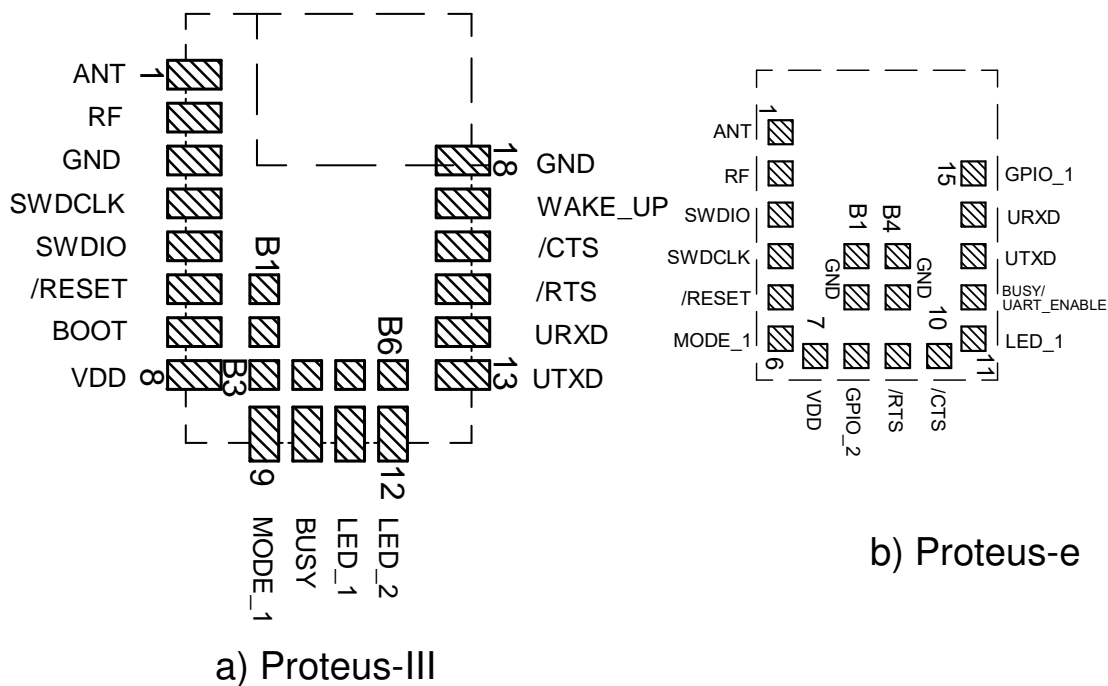 ANT
1
RF
GND
SWDCLK
SWDIO
/RESET
BOOT
VDD
8
B1
B3
B6
18
GND
WAKE_UP
/CTS
/RTS
URXD
13
UTXD
9
12
MODE_1
BUSY
LED_1
LED_2
a) Proteus-III
1
ANT
RF
SWDIO
SWDCLK
/RESET
MODE_1
6
B1
B4
GND
GND
15
GPIO_1
URXD
UTXD
BUSY/
UART_ENABLE
LED_1
7
10
11
VDD
GPIO_2
/RTS
/CTS
b) Proteus-e